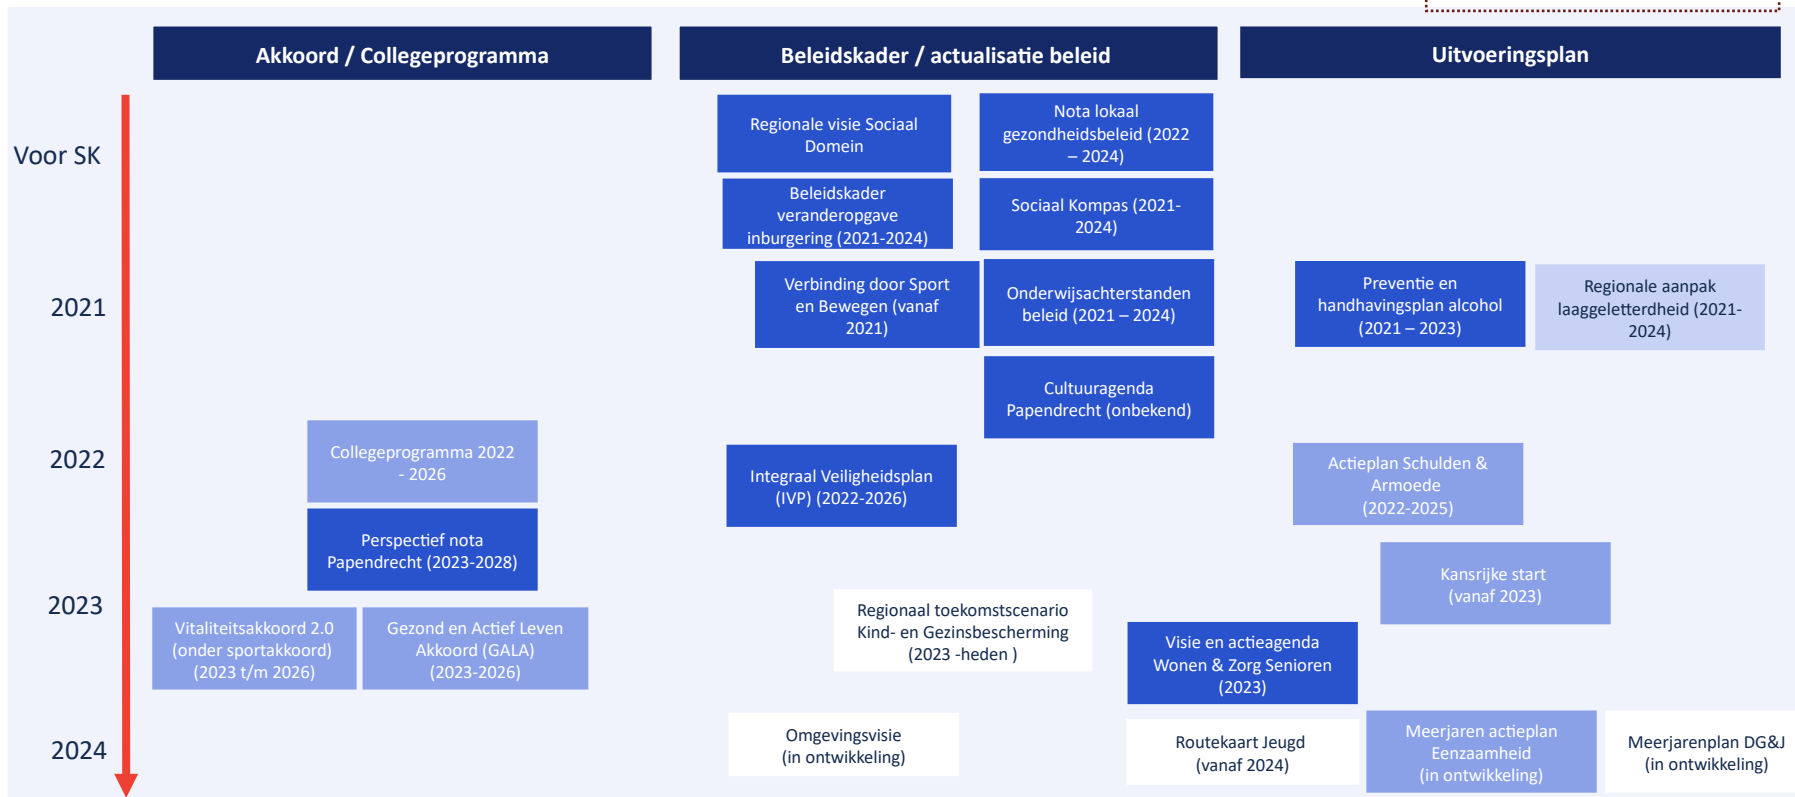 Akkoord / Collegeprogramma
Beleidskader / actualisatie beleid
Uitvoeringsplan
Voor SK
Regionale visie Sociaal
Domein
Nota lokaal
gezondheidsbeleid (2022
– 2024)
Beleidskader
veranderopgave
inburgering (2021-2024)
Sociaal Kompas (2021-
2024)
2021
Verbinding door Sport
en Bewegen (vanaf
2021)
Onderwijsachterstanden
beleid (2021 – 2024)
Preventie en
handhavingsplan alcohol
(2021 – 2023)
Regionale aanpak
laaggeletterdheid (2021-
2024)
Cultuuragenda
Papendrecht (onbekend)
2022
Collegeprogramma 2022
- 2026
Integraal Veiligheidsplan
(IVP) (2022-2026)
Actieplan Schulden &
Armoede
(2022-2025)
Perspectief nota
Papendrecht (2023-2028)
Kansrijke start
(vanaf 2023)
2023
Vitaliteitsakkoord 2.0
(onder sportakkoord)
(2023 t/m 2026)
Gezond en Actief Leven
Akkoord (GALA)
(2023-2026)
Regionaal toekomstscenario
Kind- en Gezinsbescherming
(2023 -heden )
Visie en actieagenda
Wonen & Zorg Senioren
(2023)
2024
Omgevingsvisie
(in ontwikkeling)
Routekaart Jeugd
(vanaf 2024)
Meerjaren actieplan
Eenzaamheid
(in ontwikkeling)
Meerjarenplan DG&J
(in ontwikkeling)